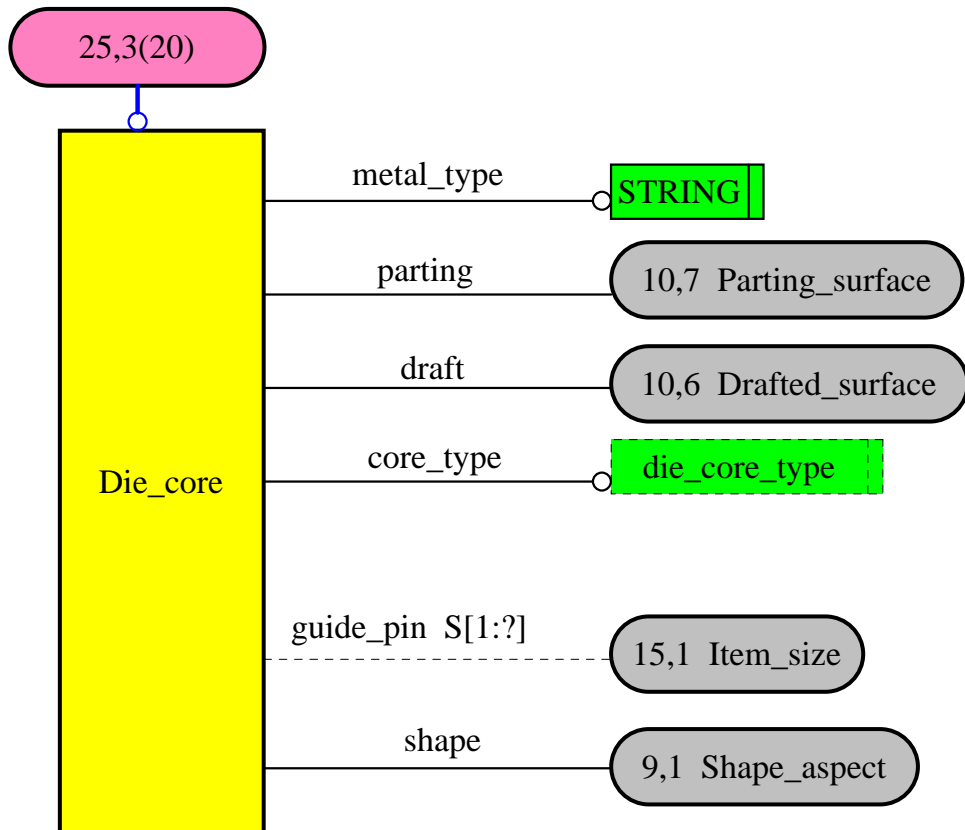 25,3(20)
metal_type
STRING
parting
10,7 Parting_surface
draft
10,6 Drafted_surface
core_type
die_core_type
Die_core
guide_pin S[1:?]
15,1 Item_size
shape
9,1 Shape_aspect